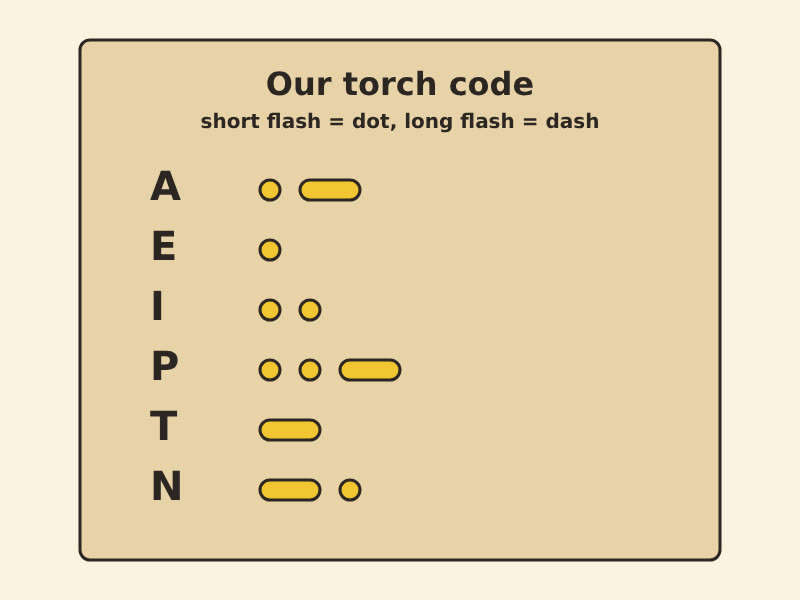 Our torch code
short flash = dot, long flash = dash
A
E
I
P
T
N